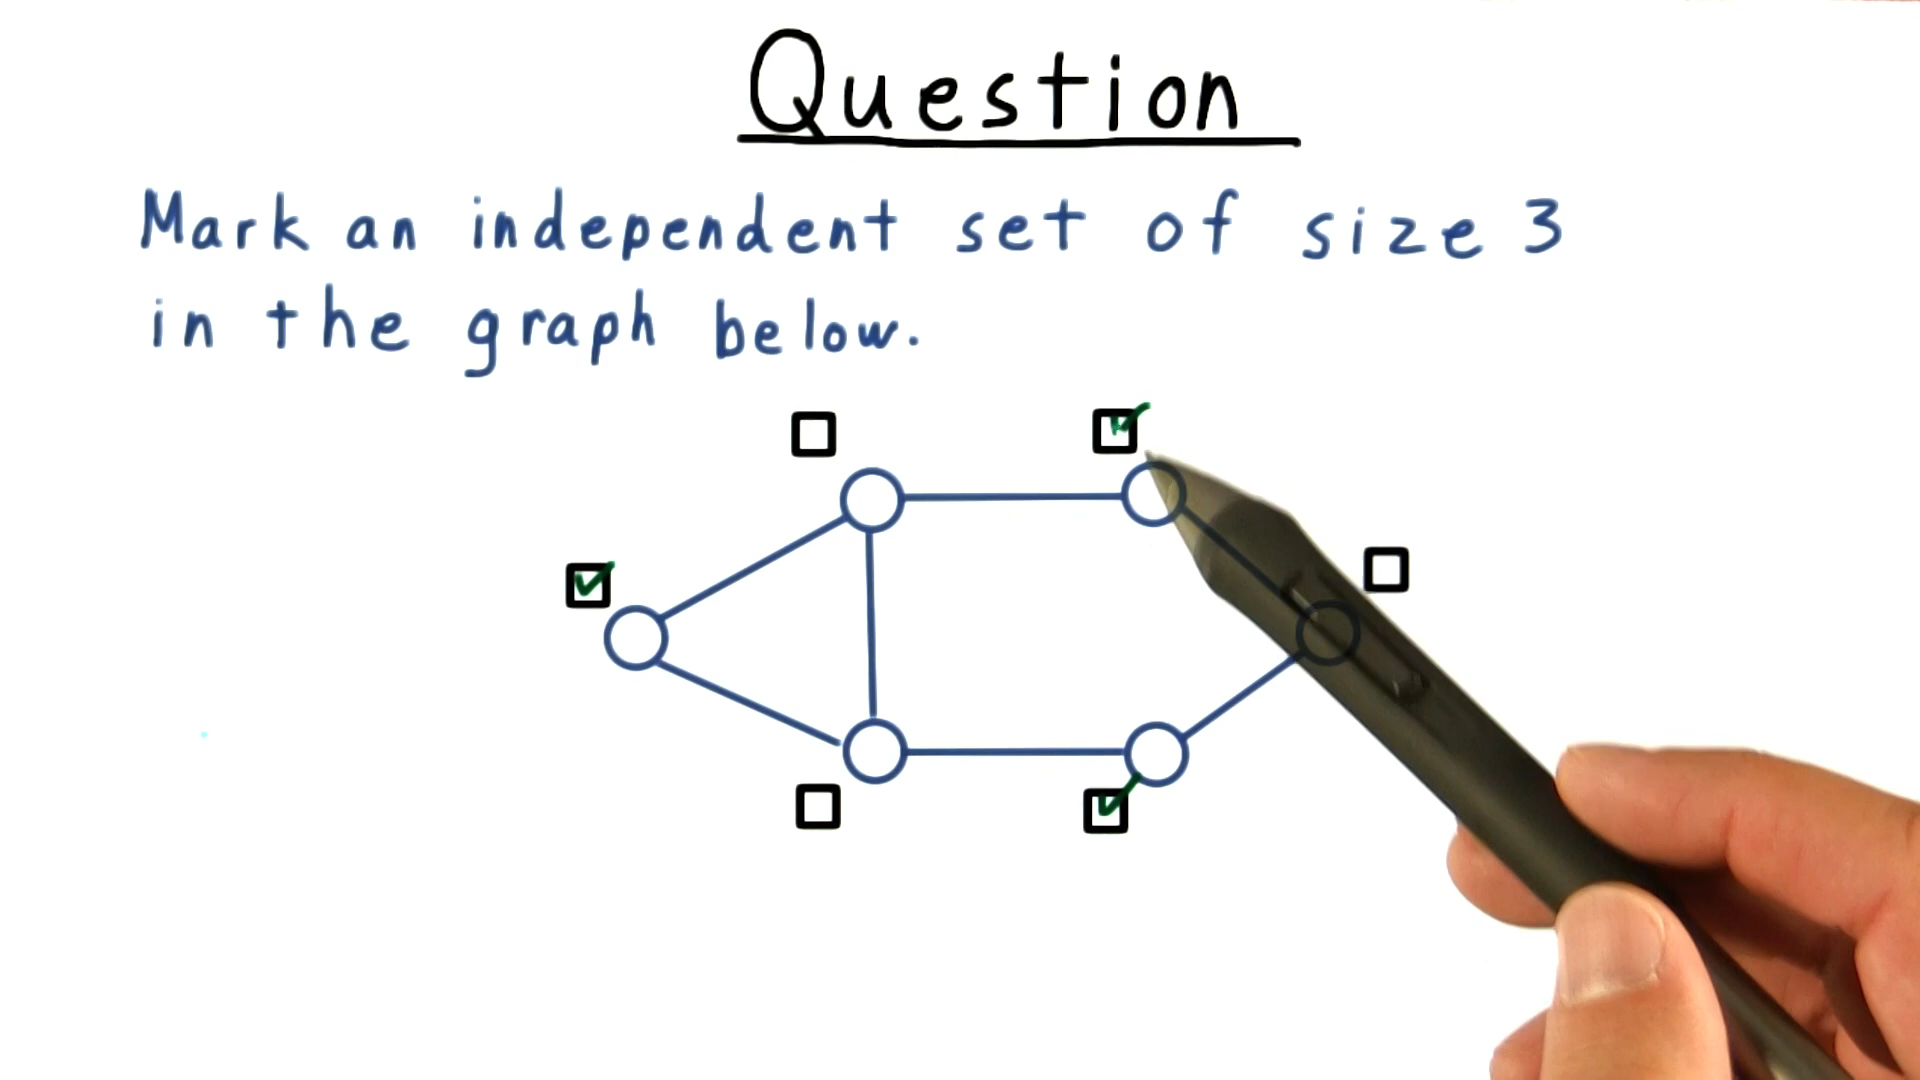 Question
Mark an independent set of size 3
in the graph below.